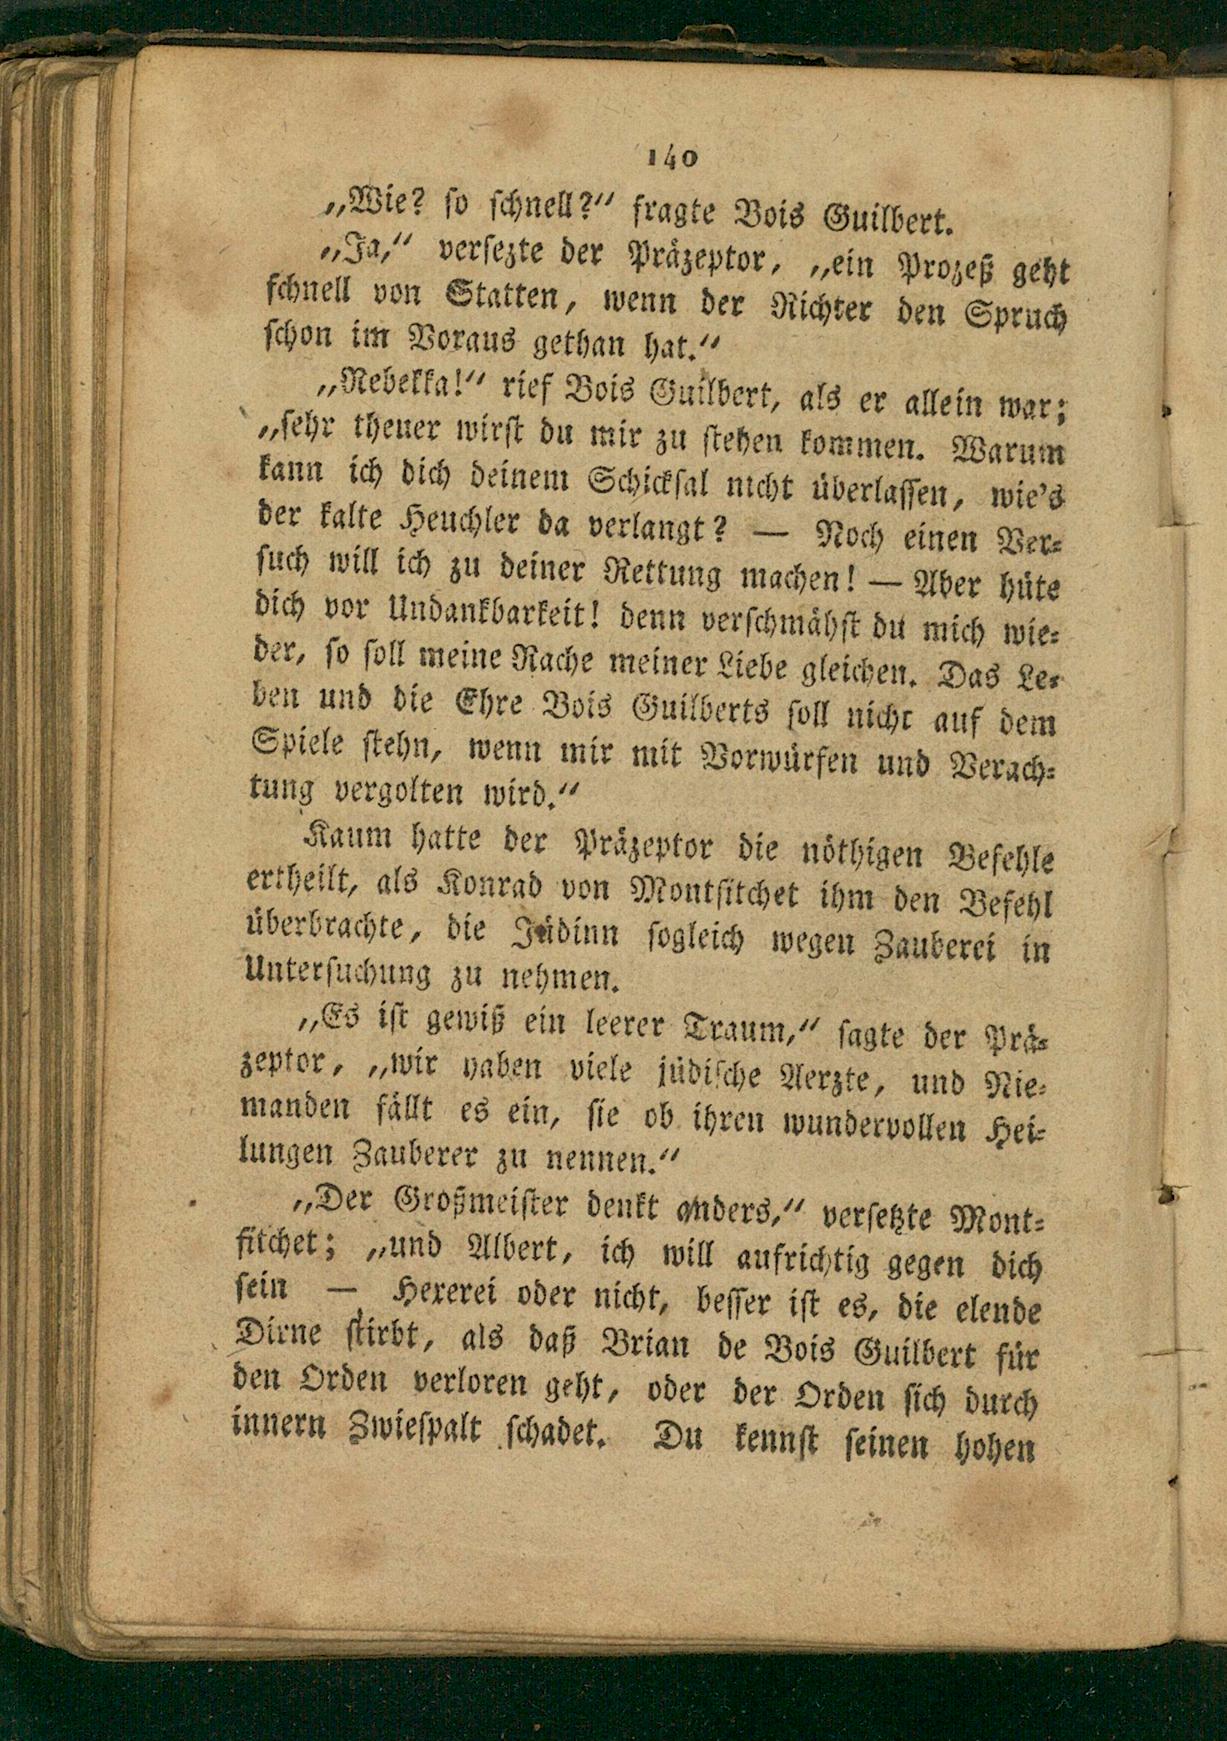 140
„Wie? so schnell?“ fragte Bois Guilbert.
„Ja,“ versezte der Präzeptor, „ein Prozeß geht
schnell von Statten, wenn der Richter den Spruch
schon im Voraus gethan hat.“
„Rebekka!“ rief Bois Guilbert, als er allein war;
„sehr theuer wirst du mir zu stehen kommen. Warum
kann ich dich deinem Schicksal nicht überlassen, wie's
der kalte Heuchler da verlangt? — Noch einen Ver-
such will ich zu deiner Rettung machen! — Aber hüte
dich vor Undankbarkeit! denn verschmähst du mich wie-
der, so soll meine Rache meiner Liebe gleichen. Das Le-
ben und die Ehre Bois Guilberts soll nicht auf dem
Spiele stehn, wenn mir mit Vorwürfen und Verach-
tung vergolten wird.“
Kaum hatte der Präzeptor die nöthigen Befehle
ertheilt, als Konrad von Montfitchet ihm den Befehl
überbrachte, die Jüdinn sogleich wegen Zauberei in
Untersuchung zu nehmen.
„Es ist gewiß ein leerer Traum,“ sagte der Prä-
zeptor, „wir haben viele jüdische Aerzte, und Nie-
manden fällt es ein, sie ob ihren wundervollen Hei-
lungen Zauberer zu nennen.“
„Der Großmeister denkt anders,“ versetzte Mont-
fitchet; „und Albert, ich will aufrichtig gegen dich
sein — Hexerei oder nicht, besser ist es, die elende
Dirne stirbt, als daß Brian de Bois Guilbert für
den Orden verloren geht, oder der Orden sich durch
innern Zwiespalt schadet. Du kennst seinen hohen